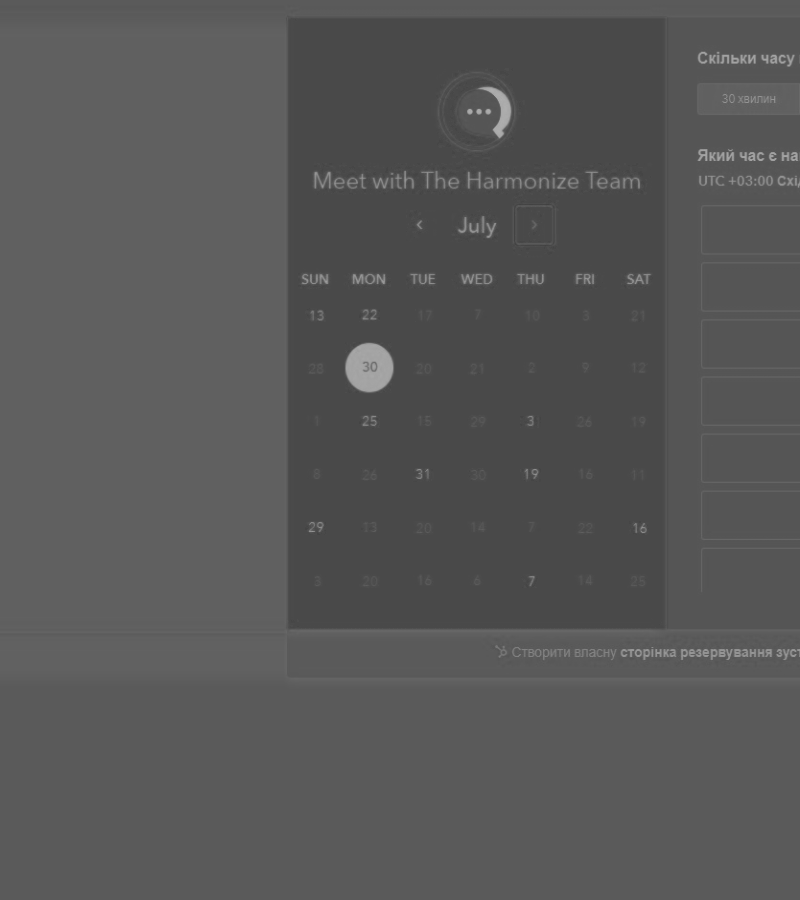 Скільки часу
30 хвилин
Meet with The Harmonize Team
Який час є
UTC +03:00
July
SUN MON TUE WED THU FRI SAT
13 22 17 7 10 3 21
28 30 20 21 2 9 12
1 25 15 29 3 26 19
8 26 31 30 19 16 11
29 13 20 14 7 22 16
3 20 16 6 7 14 25
Створити власну сторінка резервування